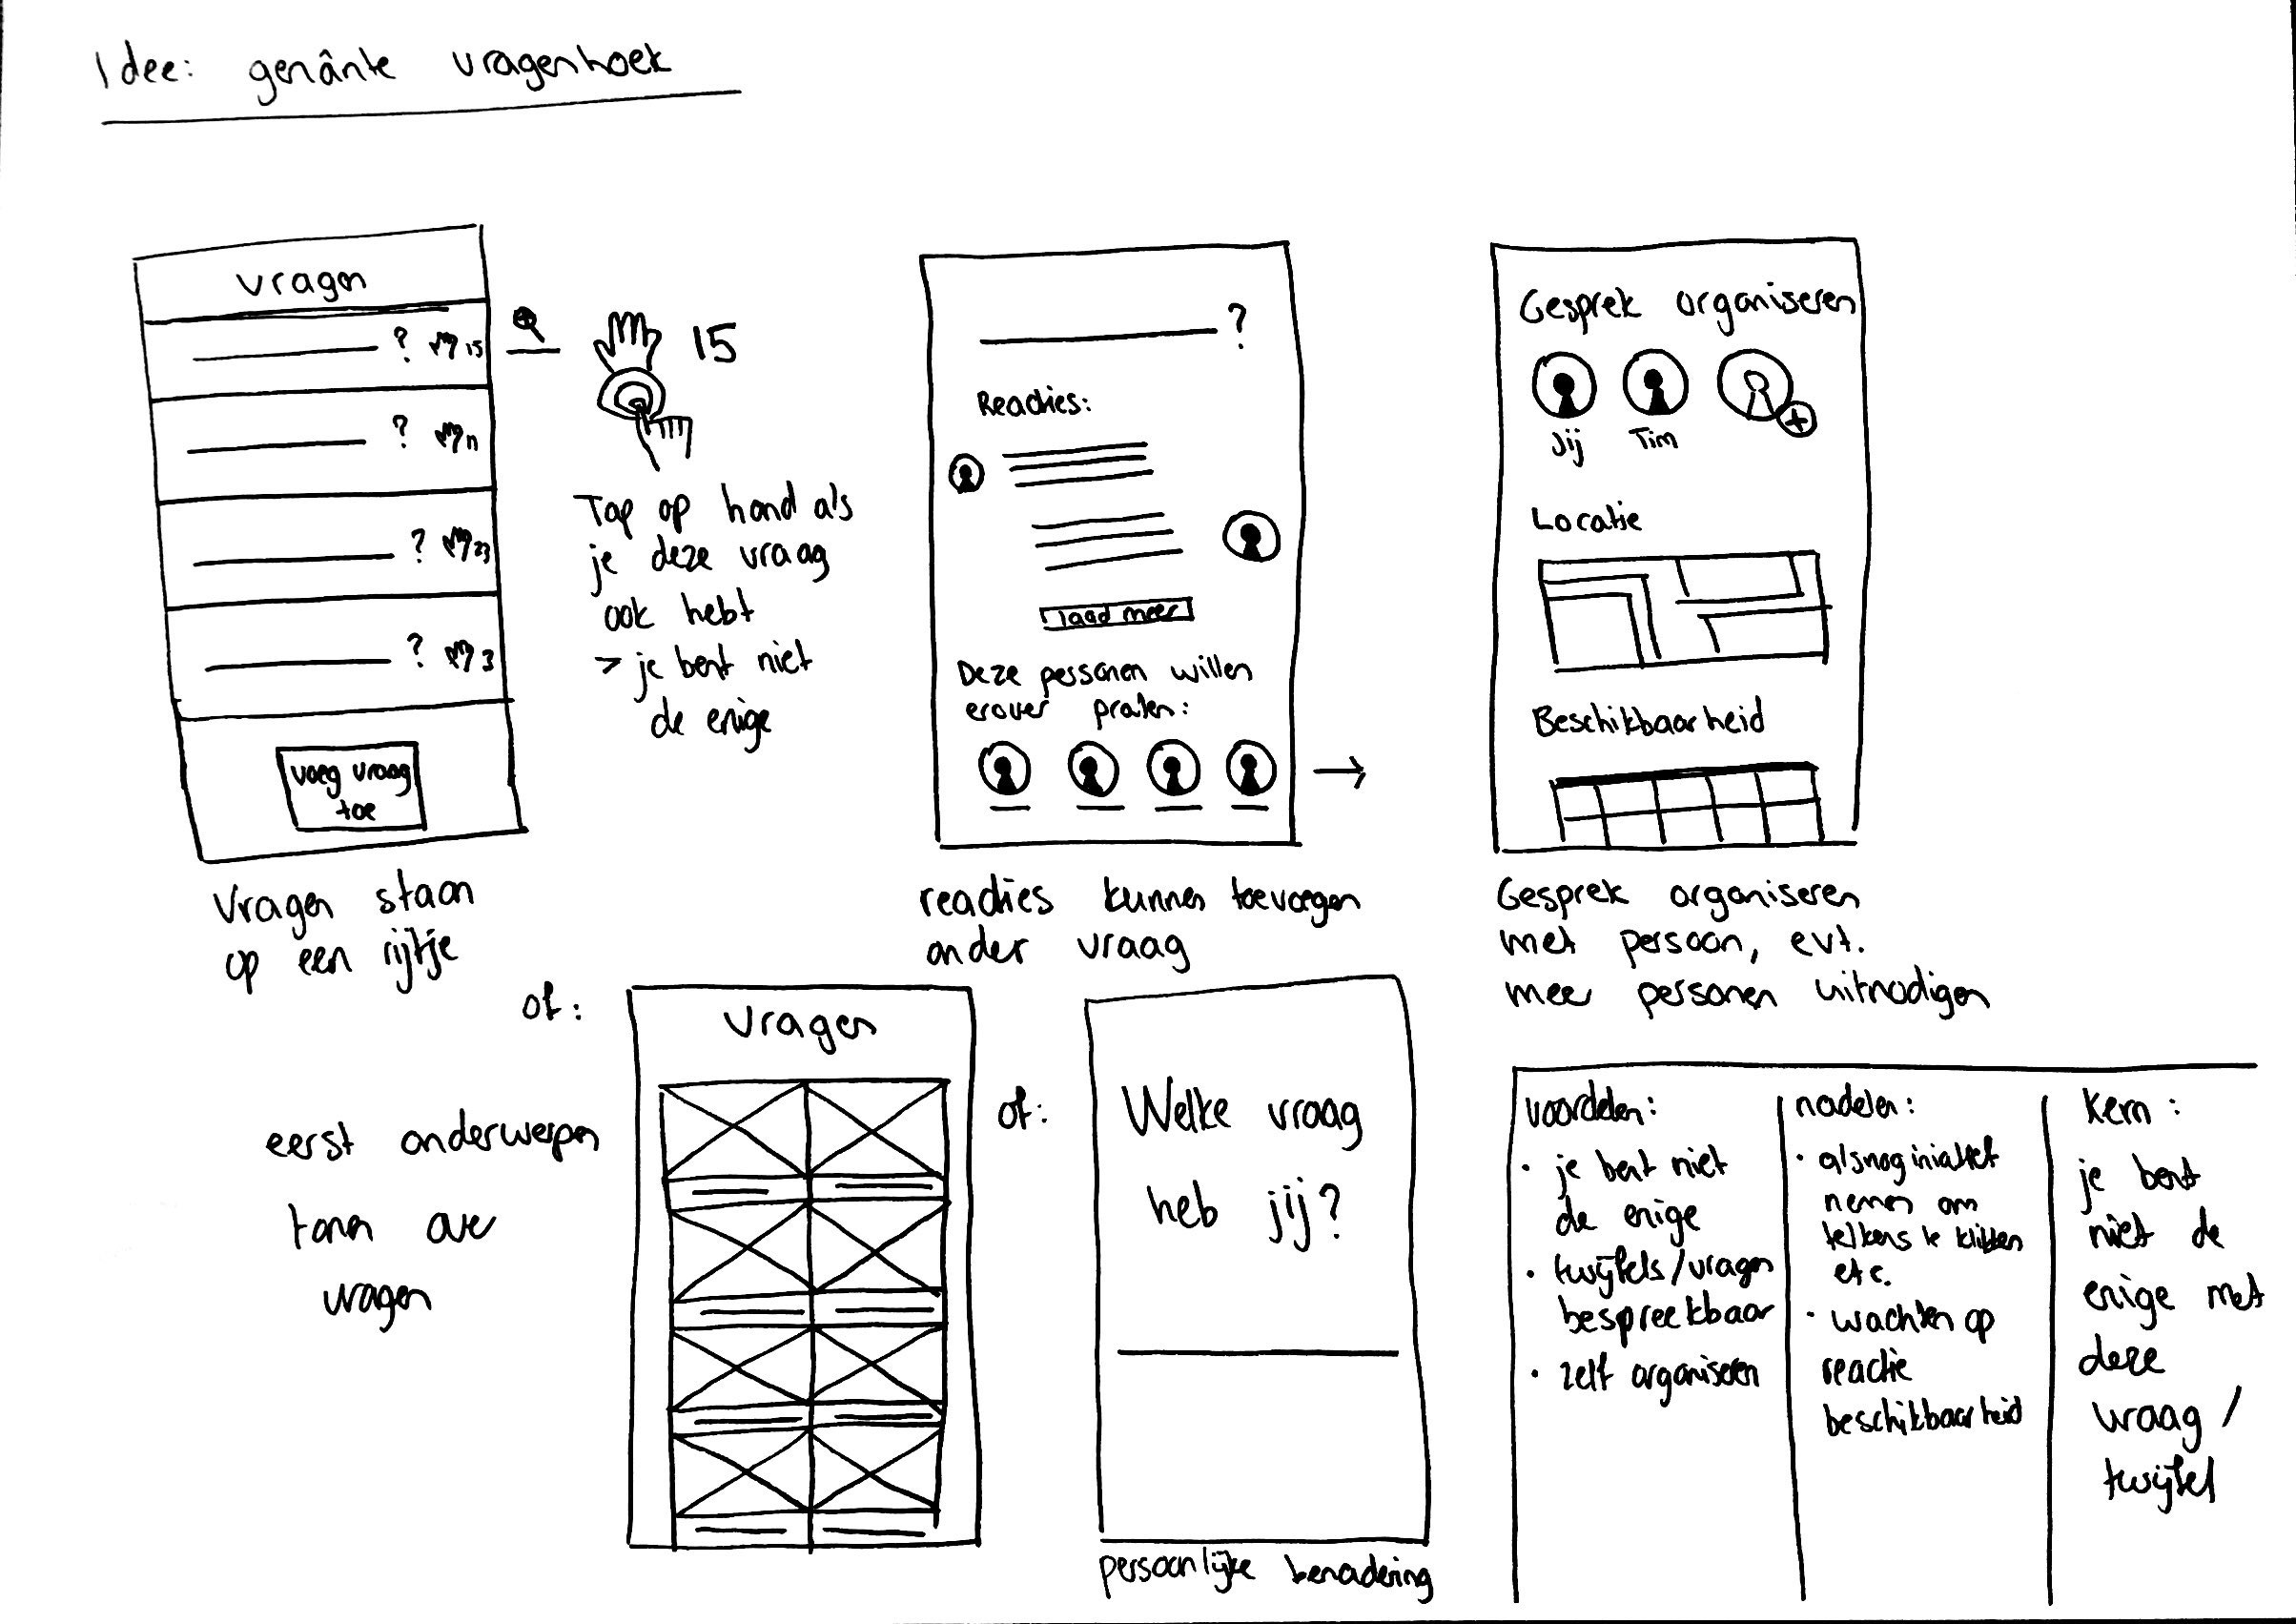 Idee: genânte vragenhoek
vragen
? 15
? 11
? 23
? 3
voeg vraag
toe
15
Tap op hand als
je deze vraag
ook hebt
> je bent niet
de enige
Vragen staan
op een rijtje
?
Reacties:
laad meer
Deze personen willen
erover praten:
→
reacties kunnen toevoegen
onder vraag
Gesprek organiseren
Jij Tim
Locatie
Beschikbaarheid
Gesprek organiseren
met persoon, evt.
meer personen uitnodigen
of:
eerst onderwerpen
tonen over
vragen
Vragen
of:
Welke vraag
heb jij?
persoonlijke benadering
voordelen:
• je bent niet
de enige
• twijfels/vragen
bespreekbaar
• zelf organiseren
nadelen:
• alsnog
nemen om
telkens te klikken
etc.
• wachten op
reactie
beschikbaarheid
kern:
je bent
niet de
enige met
deze
vraag /
twijfel